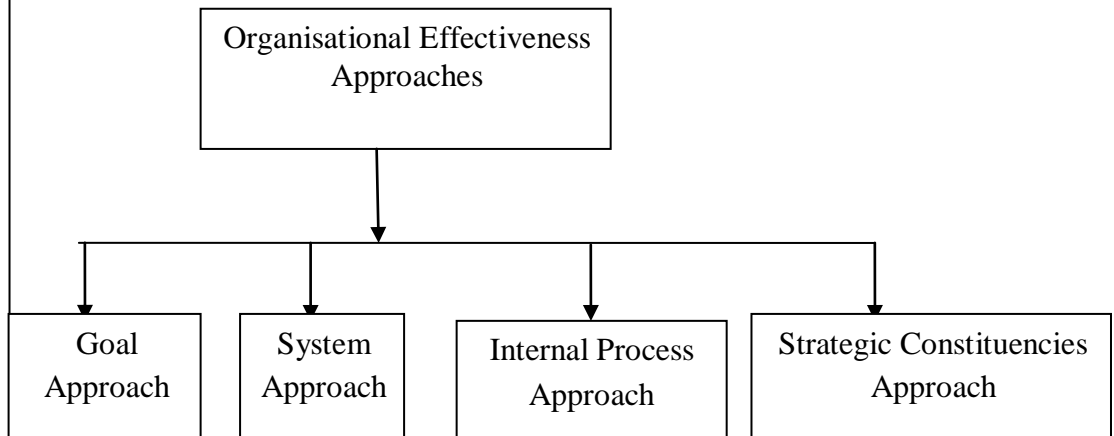 Organisational Effectiveness
Approaches
Goal
Approach
System
Approach
Internal Process
Approach
Strategic Constituencies
Approach